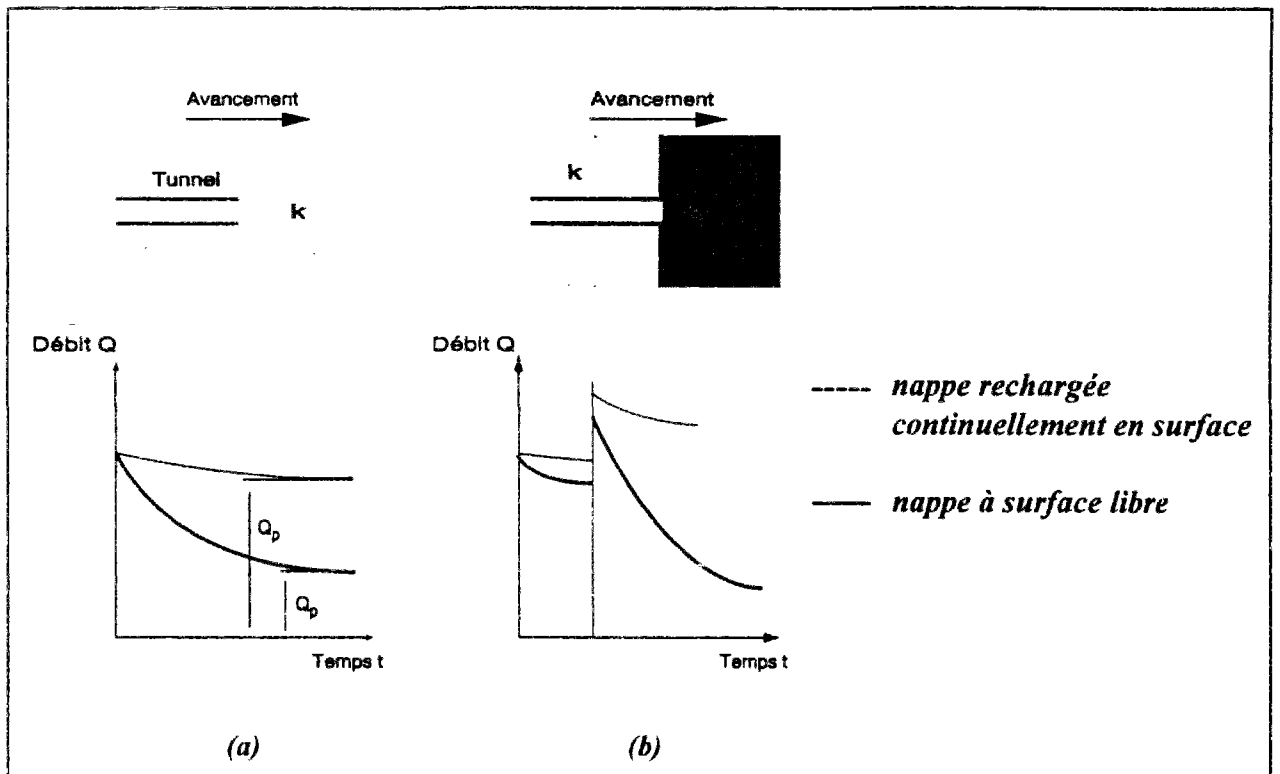 Avancement
Tunnel
k
Avancement
k
Débit Q
Qp
Qp
Temps t
(a)
Débit Q
Temps t
(b)
nappe rechargée
continuellement en surface
nappe à surface libre